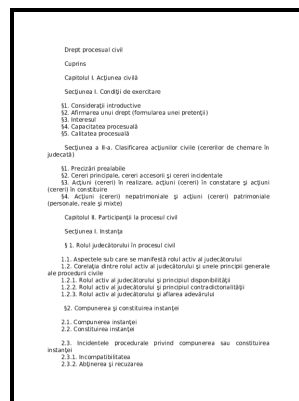 Drept procesual civil
Cuprins
Capitolul I. Acţiunea civilă
Secţiunea I. Condiţii de exercitare
§1. Consideraţii introductive
§2. Afirmarea unui drept (formularea unei pretenţii)
§3. Interesul
§4. Capacitatea procesuală
§5. Calitatea procesuală
Secţiunea a II-a. Clasificarea acţiunilor civile (cererilor de chemare în
judecată)
§1. Precizări prealabile
§2. Cereri principale, cereri accesorii şi cereri incidentale
§3. Acţiuni (cereri) în realizare, acţiuni (cereri) în constatare şi acţiuni
(cereri) în constituire
§4. Acţiuni (cereri) nepatrimoniale şi acţiuni (cereri) patrimoniale
(personale, reale şi mixte)
Capitolul II. Participanţii la procesul civil
Secţiunea I. Instanţa
§ 1. Rolul judecătorului în procesul civil
1.1. Aspectele sub care se manifestă rolul activ al judecătorului
1.2. Corelaţia dintre rolul activ al judecătorului şi unele principii generale
ale procedurii civile
1.2.1. Rolul activ al judecătorului şi principiul disponibilităţii
1.2.2. Rolul activ al judecătorului şi principiul contradictorialităţii
1.2.3. Rolul activ al judecătorului şi aflarea adevărului
§2. Compunerea şi constituirea instanţei
2.1. Compunerea instanţei
2.2. Constituirea instanţei
2.3. Incidentele procedurale privind compunerea sau constituirea
instanţei
2.3.1. Incompatibilitatea
2.3.2. Abţinerea şi recuzarea